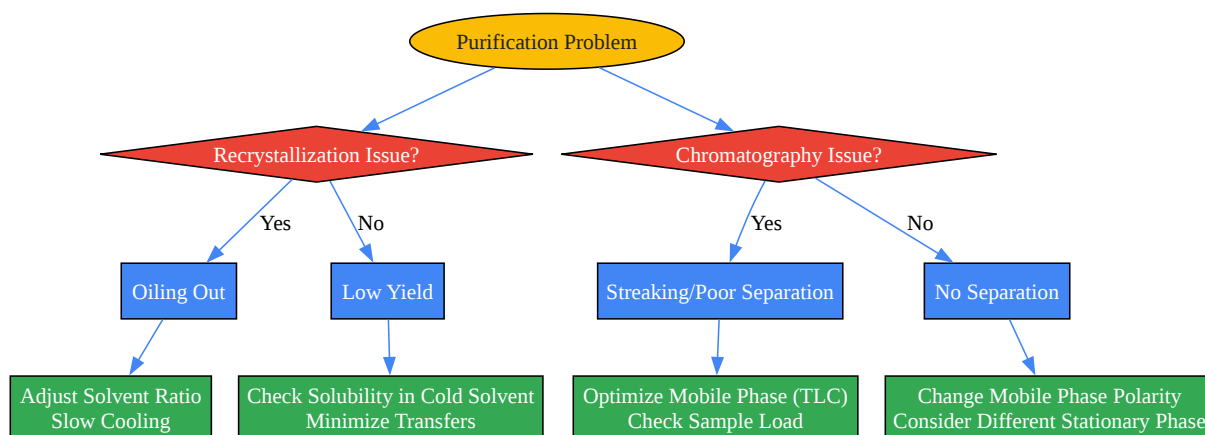 Purification Problem
Recrystallization Issue?
Chromatography Issue?
Yes
No
Yes
No
Oiling Out
Low Yield
Streaking/Poor Separation
No Separation
Adjust Solvent Ratio
Slow Cooling
Check Solubility in Cold Solvent
Minimize Transfers
Optimize Mobile Phase (TLC)
Check Sample Load
Change Mobile Phase Polarity
Consider Different Stationary Phase